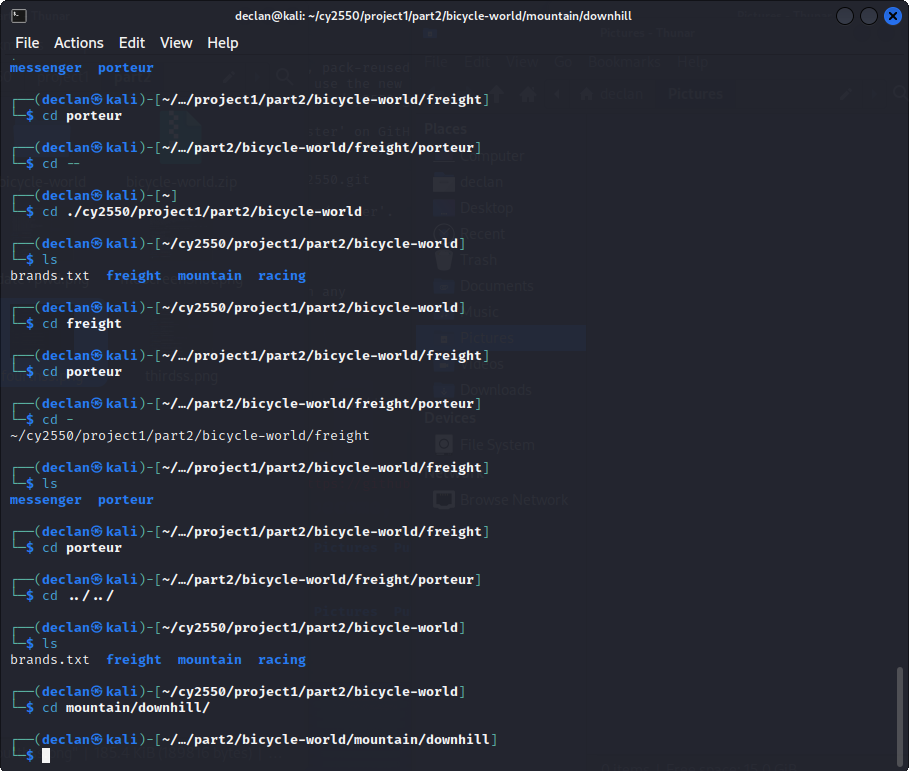 declan@kali: ~/cy2550/project1/part2/bicycle-world/mountain/downhill
File Actions Edit View Help
messenger porteur
┌──(declan㉿kali)-[~/…/project1/part2/bicycle-world/freight]
└─$ cd porteur
┌──(declan㉿kali)-[~/…/part2/bicycle-world/freight/porteur]
└─$ cd --
┌──(declan㉿kali)-[~]
└─$ cd ./cy2550/project1/part2/bicycle-world
┌──(declan㉿kali)-[~/cy2550/project1/part2/bicycle-world]
└─$ ls
brands.txt freight mountain racing
┌──(declan㉿kali)-[~/cy2550/project1/part2/bicycle-world]
└─$ cd freight
┌──(declan㉿kali)-[~/…/project1/part2/bicycle-world/freight]
└─$ cd porteur
┌──(declan㉿kali)-[~/…/part2/bicycle-world/freight/porteur]
└─$ cd -
~/cy2550/project1/part2/bicycle-world/freight
┌──(declan㉿kali)-[~/…/project1/part2/bicycle-world/freight]
└─$ ls
messenger porteur
┌──(declan㉿kali)-[~/…/project1/part2/bicycle-world/freight]
└─$ cd porteur
┌──(declan㉿kali)-[~/…/part2/bicycle-world/freight/porteur]
└─$ cd ../../
┌──(declan㉿kali)-[~/cy2550/project1/part2/bicycle-world]
└─$ ls
brands.txt freight mountain racing
┌──(declan㉿kali)-[~/cy2550/project1/part2/bicycle-world]
└─$ cd mountain/downhill/
┌──(declan㉿kali)-[~/…/part2/bicycle-world/mountain/downhill]
└─$